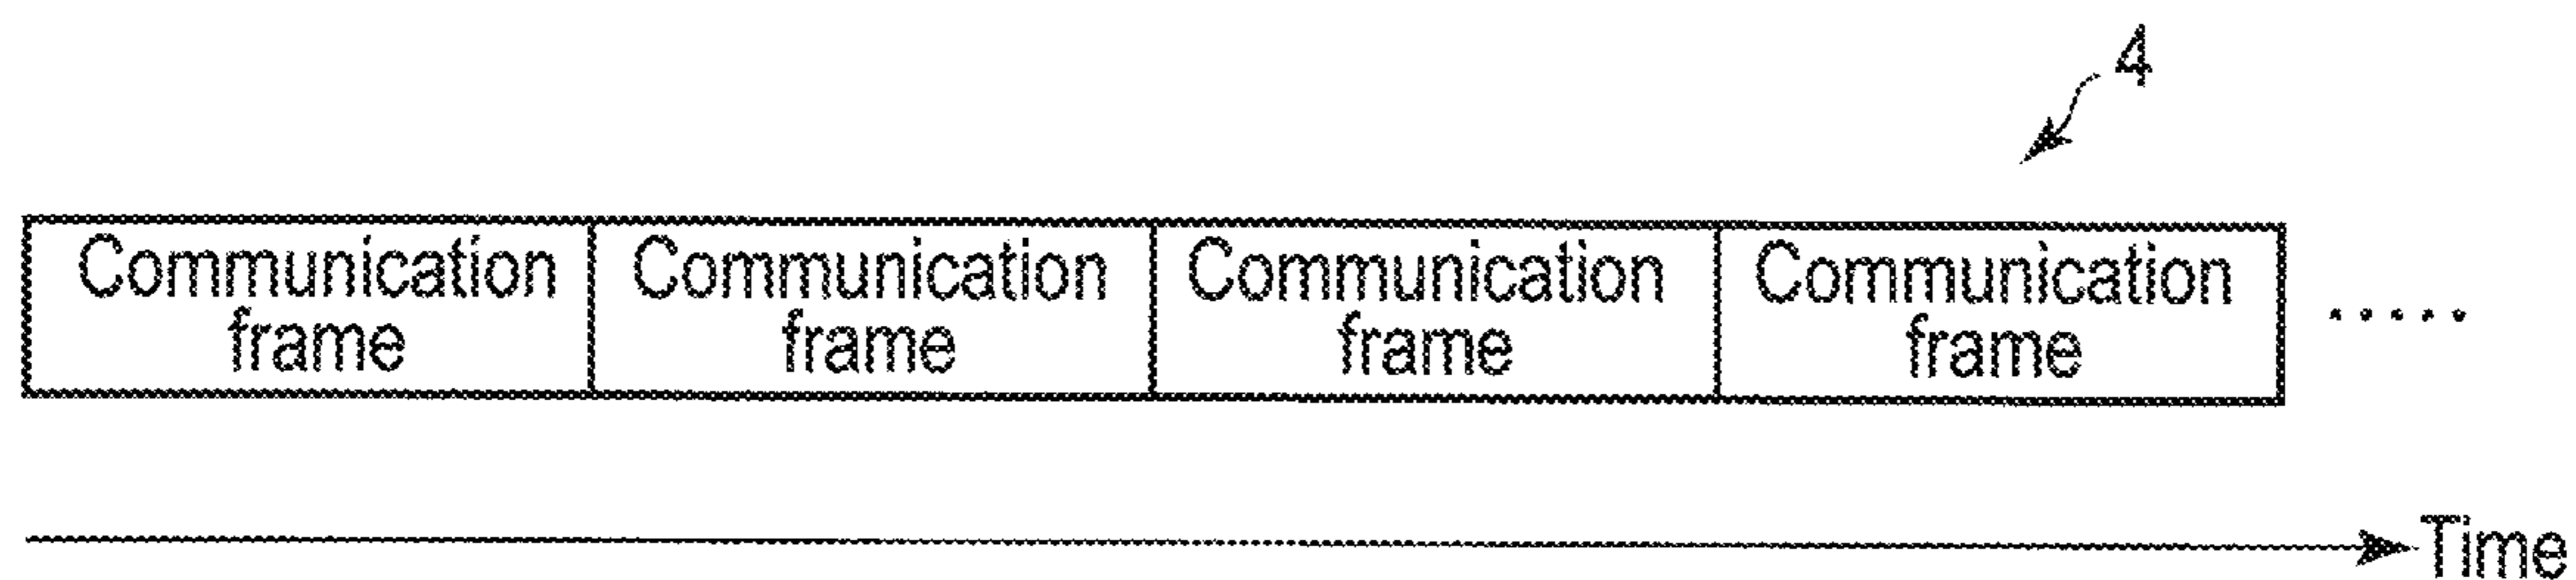 4
Communication Communication Communication Communication
frame frame frame frame
.....
Time